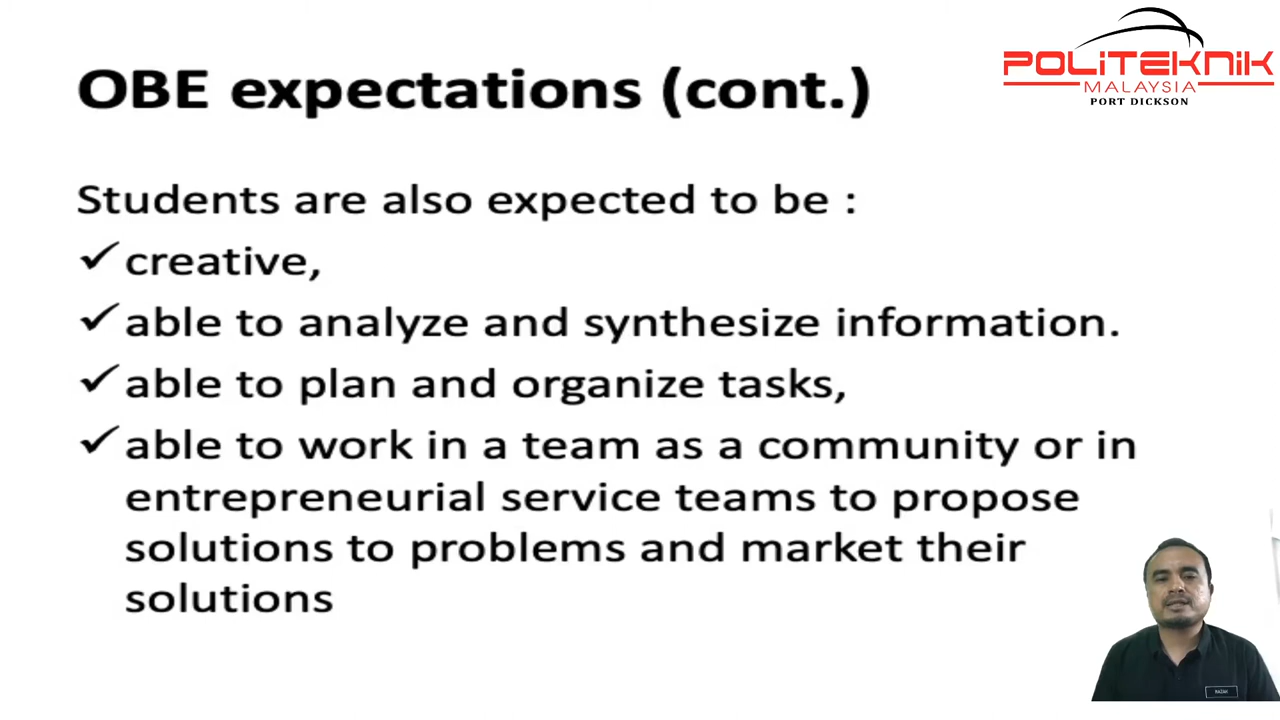 POLITEKNIK
MALAYSIA
PORT DICKSON
OBE expectations (cont.)
Students are also expected to be :
✓ creative,
✓ able to analyze and synthesize information.
✓ able to plan and organize tasks,
✓ able to work in a team as a community or in
entrepreneurial service teams to propose
solutions to problems and market their
solutions
RAZAK